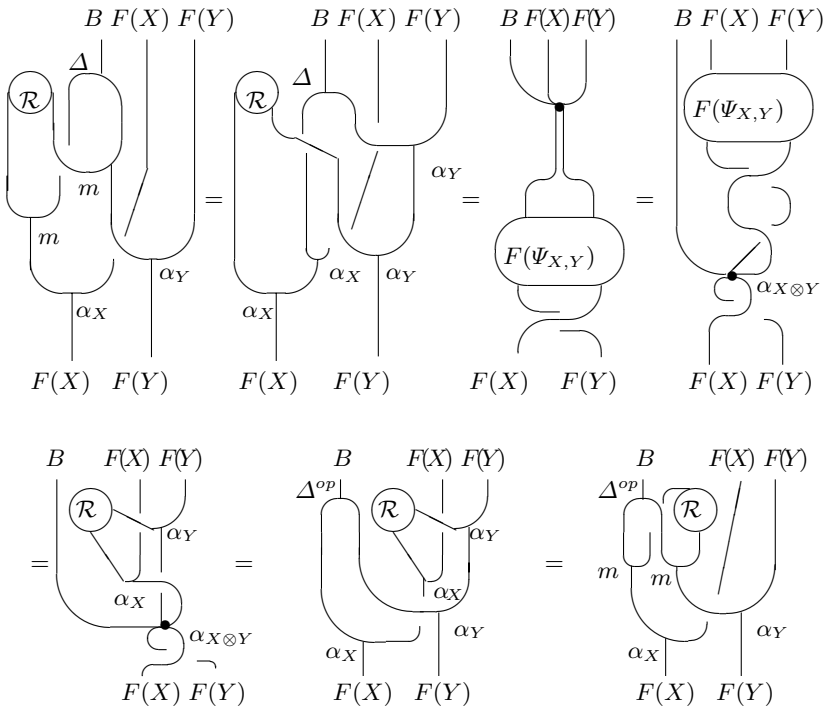 B F(X) F(Y) B F(X) F(Y) B F(X) F(Y) B F(X) F(Y)
Δ Δ
ℛ ℛ F(Ψ_{X,Y})
m α_Y
= = =
m α_X α_Y F(Ψ_{X,Y})
α_Y α_{X⊗Y}
α_X α_X
F(X) F(Y) F(X) F(Y) F(X) F(Y) F(X) F(Y)
B F(X) F(Y) B F(X) F(Y) B F(X) F(Y)
Δ^{op} Δ^{op}
ℛ ℛ ℛ
α_Y α_Y
= = =
α_X α_X m m
α_{X⊗Y} α_Y α_Y
α_X α_X
F(X) F(Y) F(X) F(Y) F(X) F(Y)